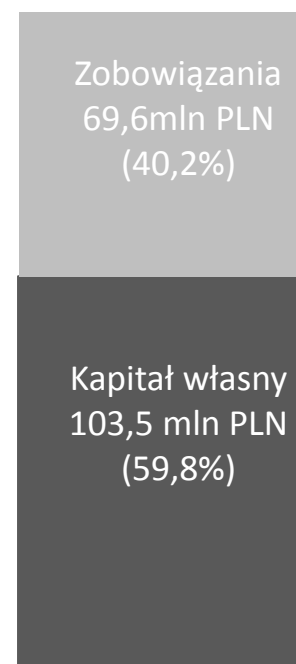 Zobowiązania
69,6mln PLN
(40,2%)
Kapitał własny
103,5 mln PLN
(59,8%)